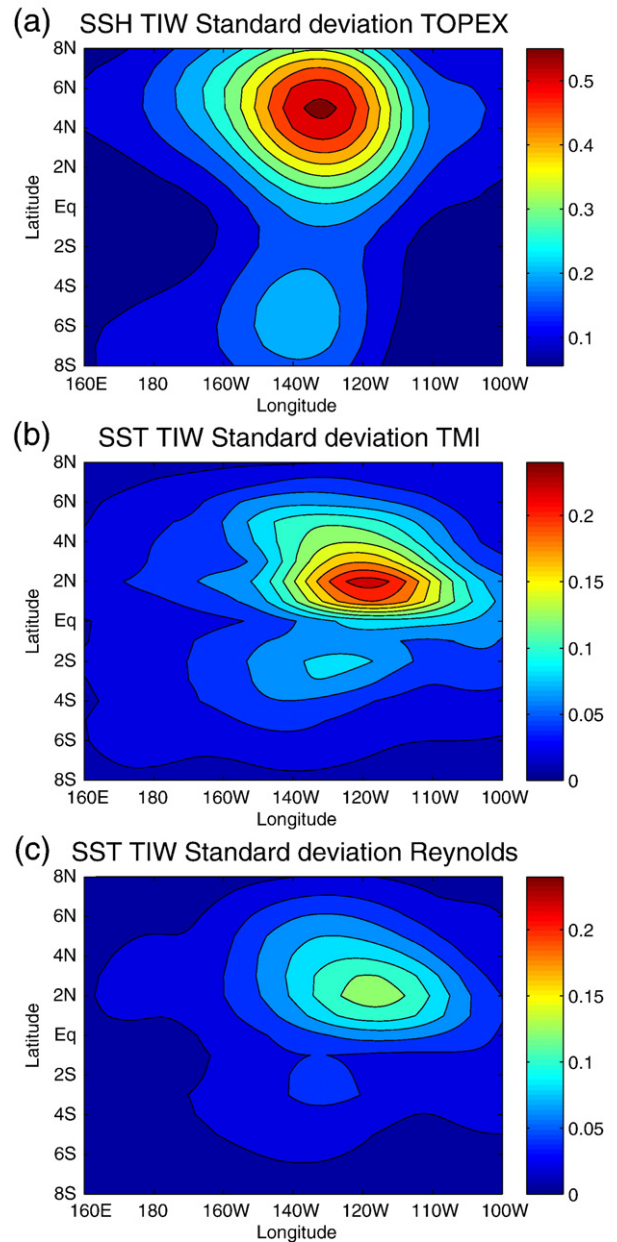 (a) SSH TIW Standard deviation TOPEX
8N
6N
4N
2N
Eq
2S
4S
6S
8S
Latitude
160E 180 160W 140W 120W 110W 100W
Longitude
0.5
0.4
0.3
0.2
0.1
(b) SST TIW Standard deviation TMI
8N
6N
4N
2N
Eq
2S
4S
6S
8S
Latitude
160E 180 160W 140W 120W 110W 100W
Longitude
0.2
0.15
0.1
0.05
0
(c) SST TIW Standard deviation Reynolds
8N
6N
4N
2N
Eq
2S
4S
6S
8S
Latitude
160E 180 160W 140W 120W 110W 100W
Longitude
0.2
0.15
0.1
0.05
0